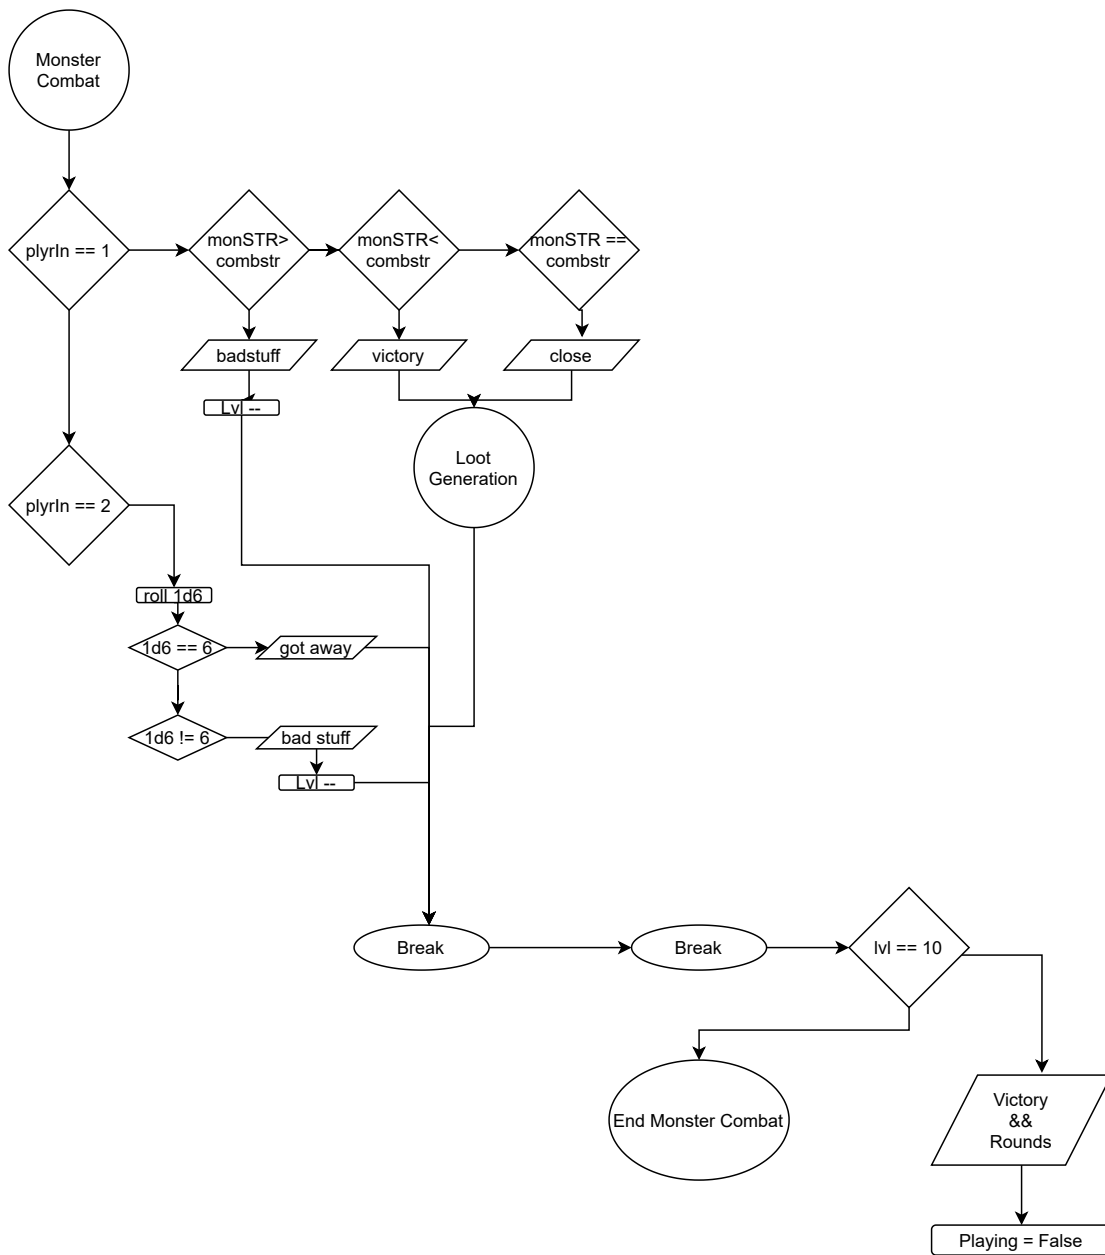 Monster
Combat
plyrIn == 1
monSTR>
combstr
monSTR<
combstr
monSTR ==
combstr
badstuff
victory
close
Lvl --
Loot
Generation
plyrIn == 2
roll 1d6
1d6 == 6
got away
1d6 != 6
bad stuff
Lvl --
Break
Break
lvl == 10
End Monster Combat
Victory
&&
Rounds
Playing = False